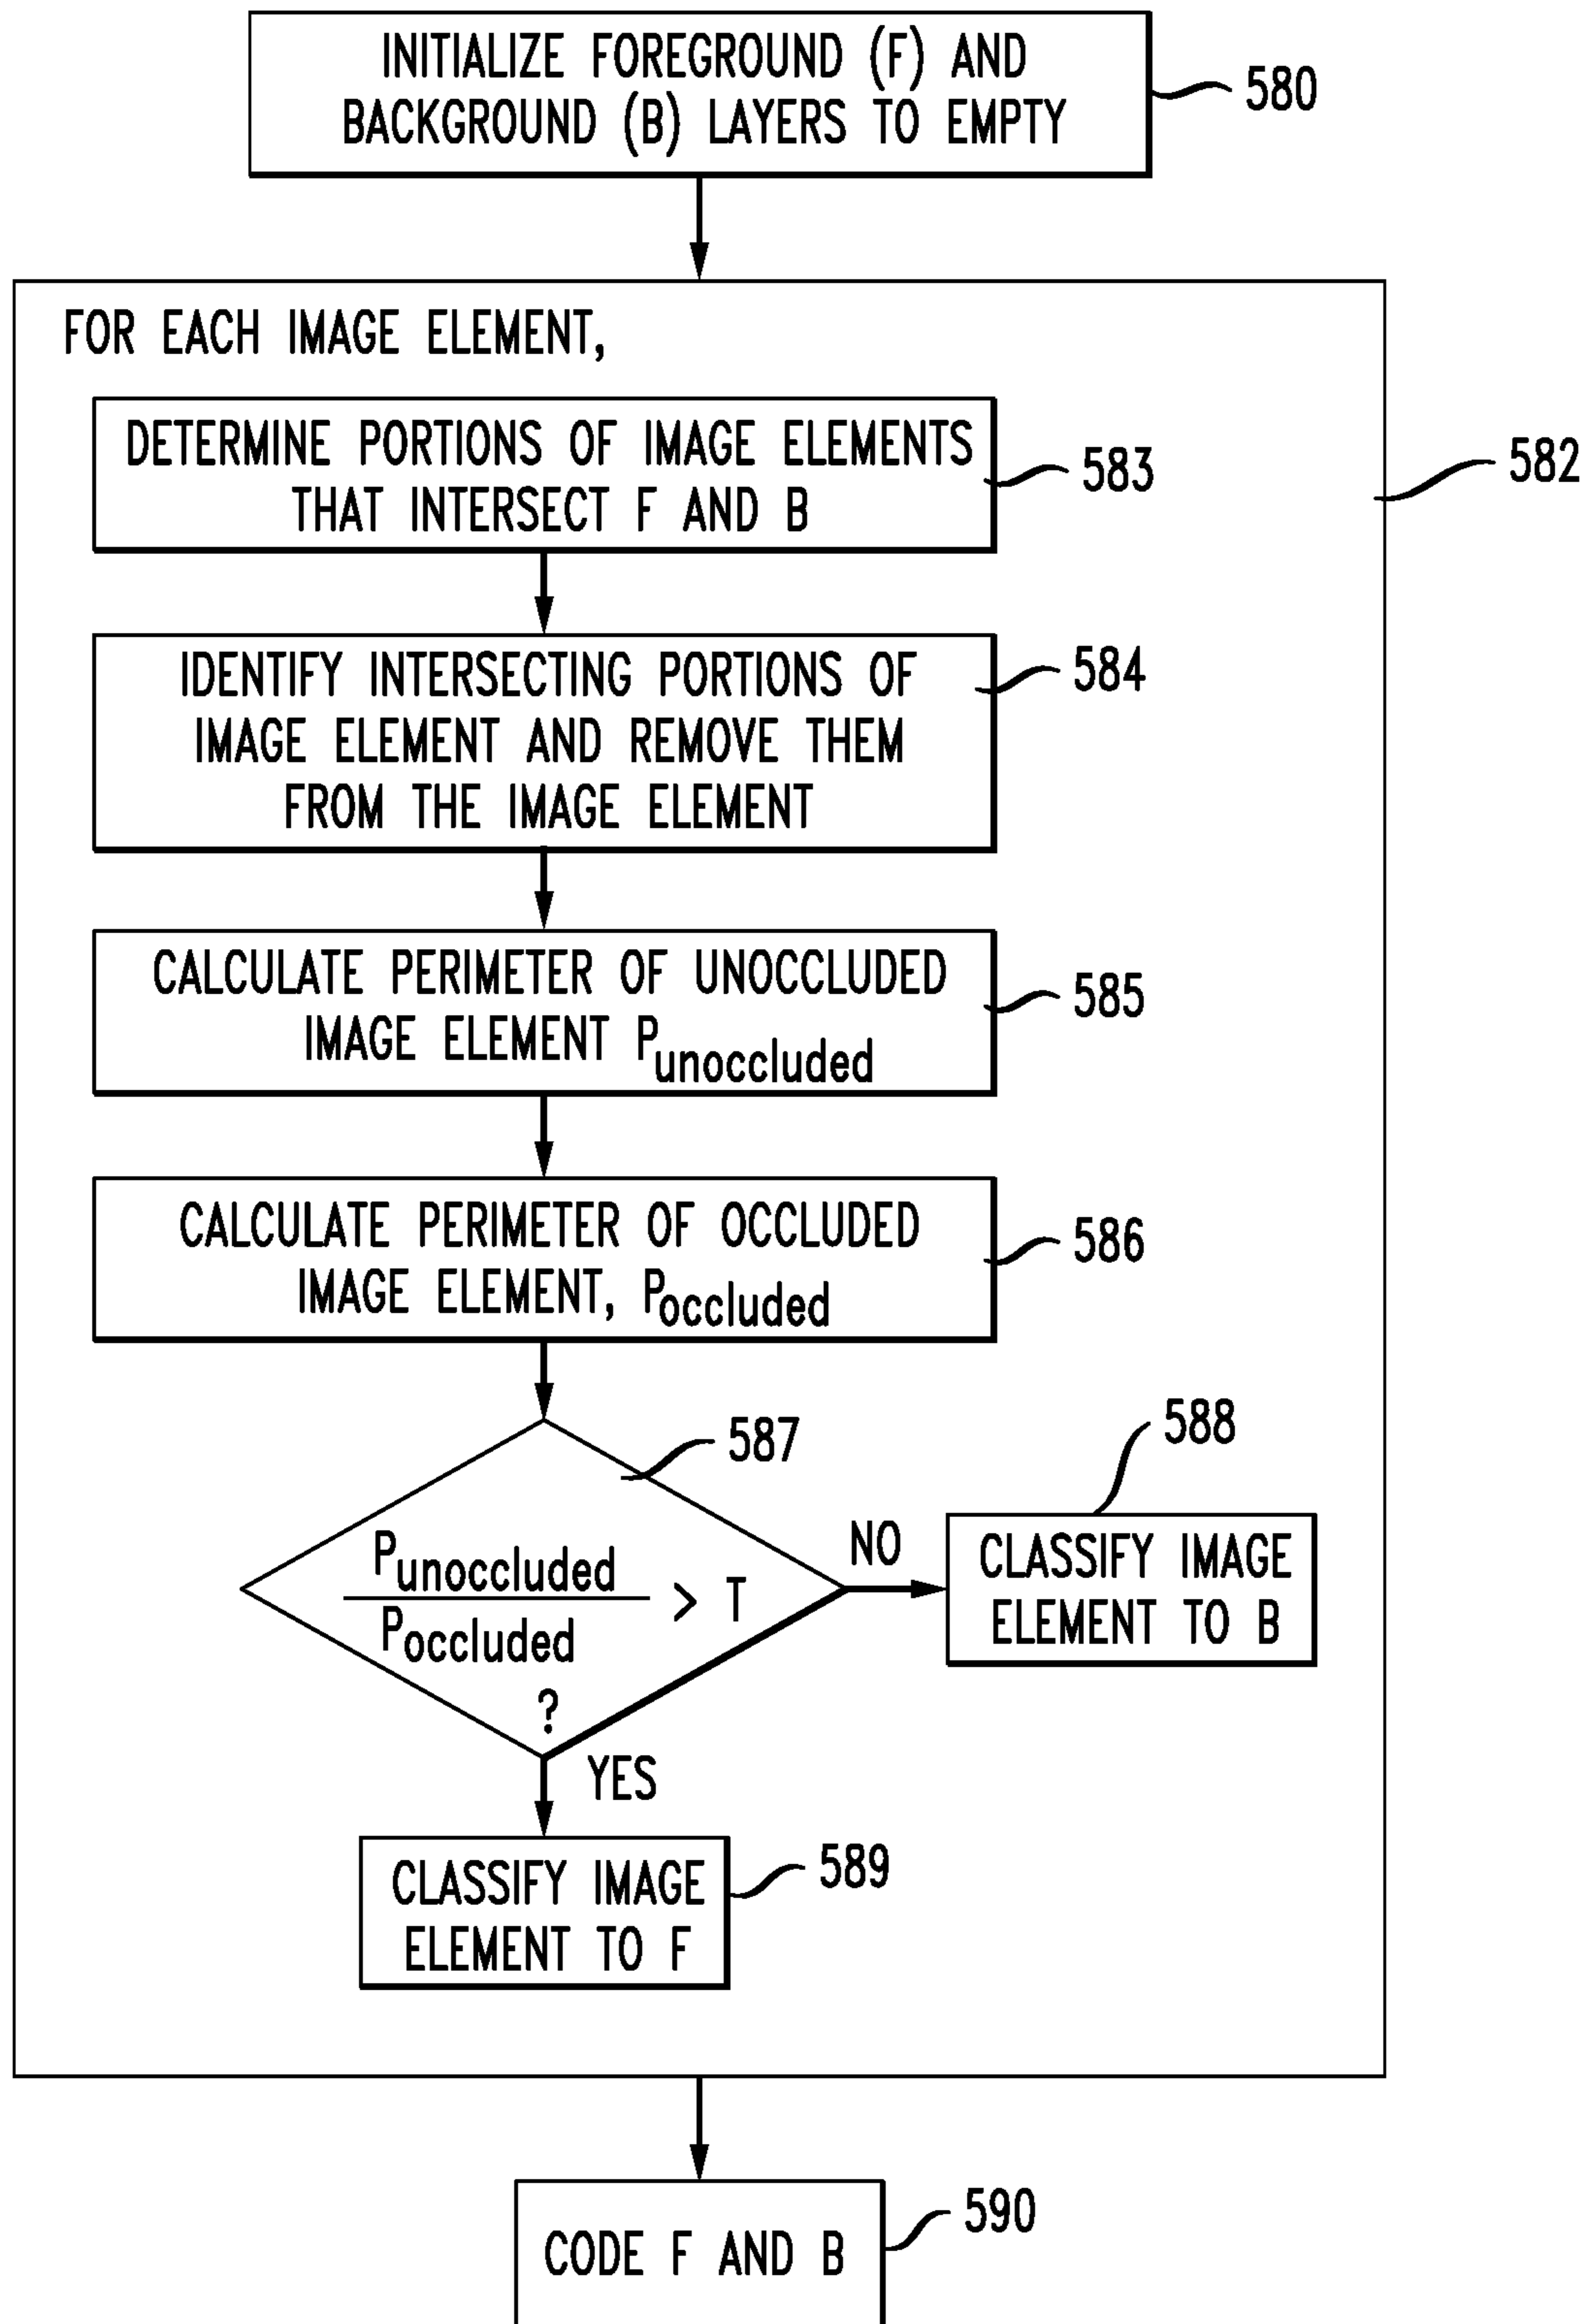 INITIALIZE FOREGROUND (F) AND
BACKGROUND (B) LAYERS TO EMPTY
580
FOR EACH IMAGE ELEMENT,
582
DETERMINE PORTIONS OF IMAGE ELEMENTS
THAT INTERSECT F AND B
583
IDENTIFY INTERSECTING PORTIONS OF
IMAGE ELEMENT AND REMOVE THEM
FROM THE IMAGE ELEMENT
584
CALCULATE PERIMETER OF UNOCCLUDED
IMAGE ELEMENT Punoccluded
585
CALCULATE PERIMETER OF OCCLUDED
IMAGE ELEMENT, Poccluded
586
587
Punoccluded
Poccluded
> T
?
NO
588
CLASSIFY IMAGE
ELEMENT TO B
YES
CLASSIFY IMAGE
ELEMENT TO F
589
CODE F AND B
590